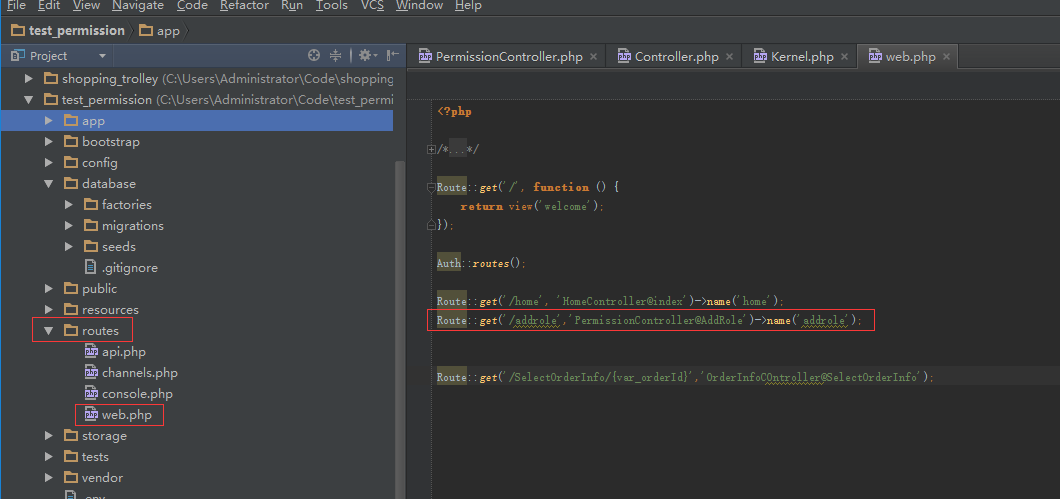 File Edit View Navigate Code Refactor Run Tools VCS Window Help
test_permission app
Project
PermissionController.php Controller.php Kernel.php web.php
shopping_trolley (C:\Users\Administrator\Code\shopping
test_permission (C:\Users\Administrator\Code\test_permi
app
bootstrap
config
database
factories
migrations
seeds
.gitignore
public
resources
routes
api.php
channels.php
console.php
web.php
storage
tests
vendor
.env
<?php
/*...*/
Route::get('/', function () {
return view('welcome');
});
Auth::routes();
Route::get('/home', 'HomeController@index')->name('home');
Route::get('/addrole','PermissionController@AddRole')->name('addrole');
Route::get('/SelectOrderInfo/{var_orderId}','OrderInfoCOntroller@SelectOrderInfo');